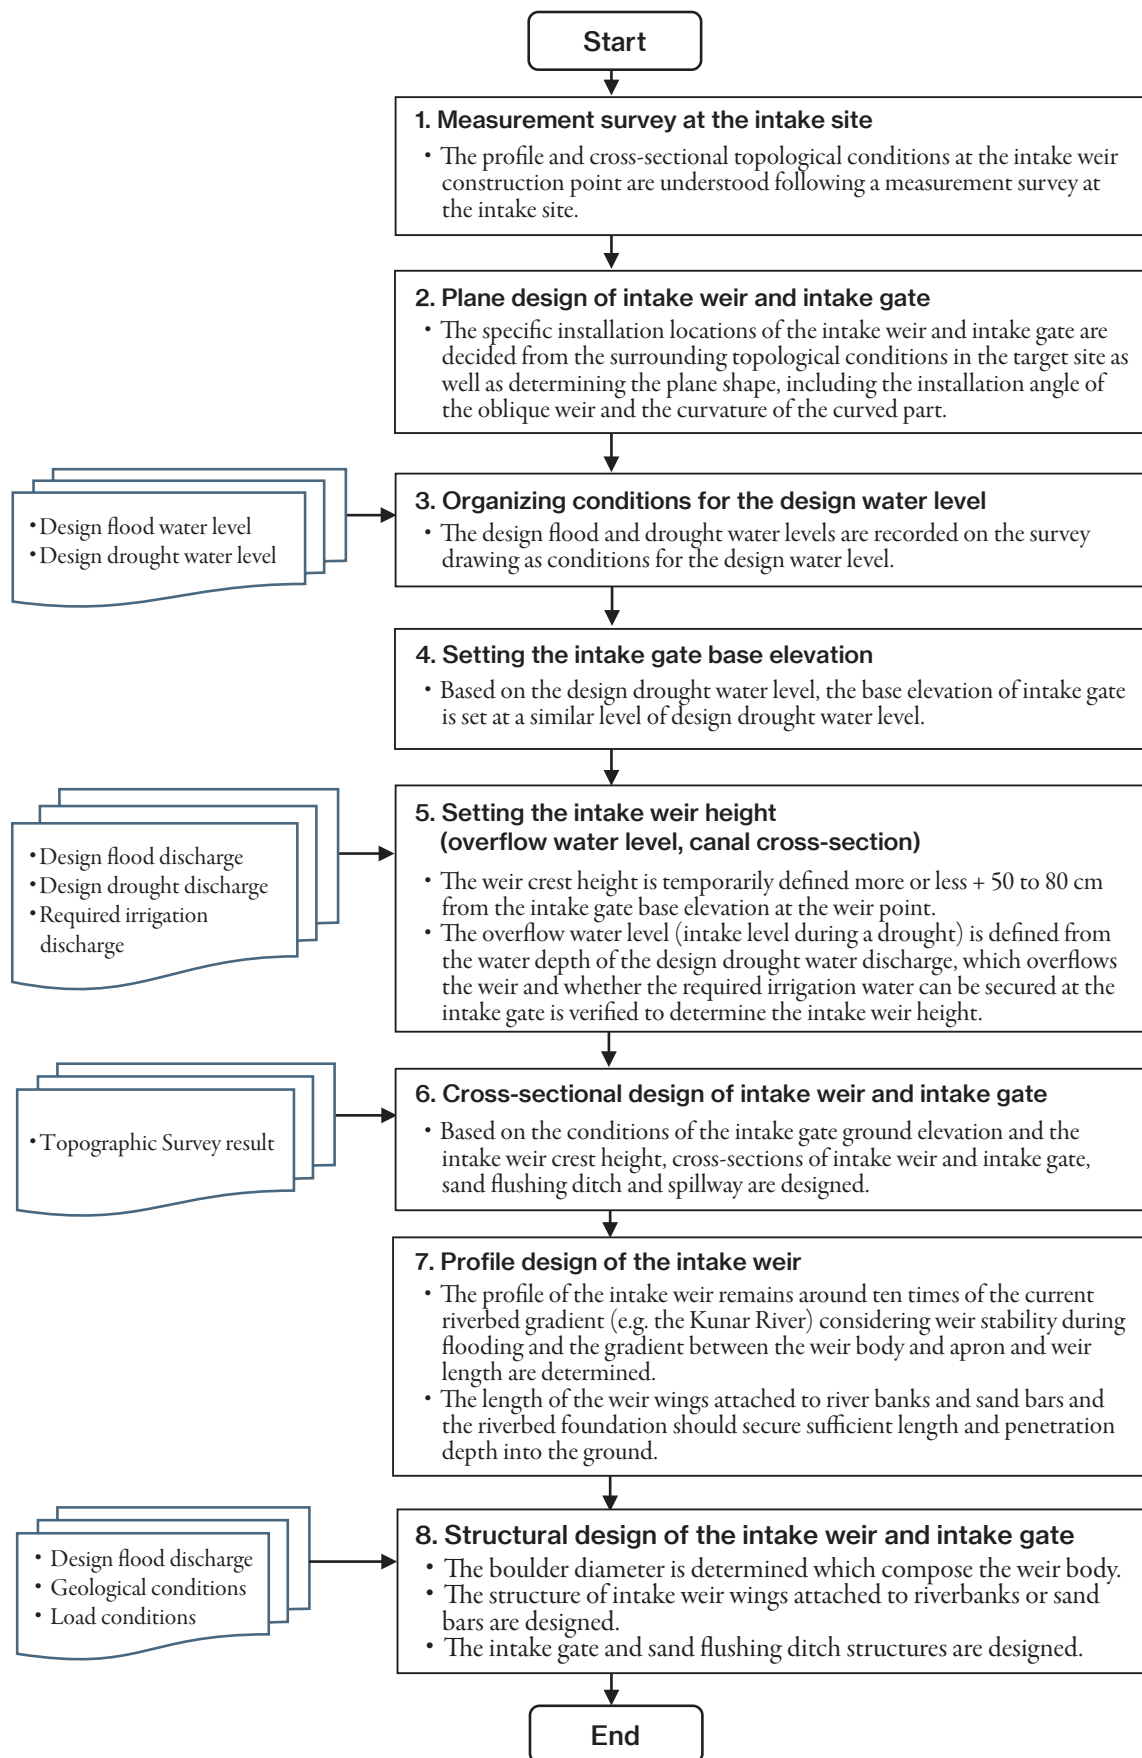 Start
1. Measurement survey at the intake site
・The profile and cross-sectional topological conditions at the intake weir
construction point are understood following a measurement survey at
the intake site.
2. Plane design of intake weir and intake gate
・The specific installation locations of the intake weir and intake gate are
decided from the surrounding topological conditions in the target site as
well as determining the plane shape, including the installation angle of
the oblique weir and the curvature of the curved part.
・Design flood water level
・Design drought water level
3. Organizing conditions for the design water level
・The design flood and drought water levels are recorded on the survey
drawing as conditions for the design water level.
4. Setting the intake gate base elevation
・Based on the design drought water level, the base elevation of intake gate
is set at a similar level of design drought water level.
・Design flood discharge
・Design drought discharge
・Required irrigation
discharge
5. Setting the intake weir height
(overflow water level, canal cross-section)
・The weir crest height is temporarily defined more or less + 50 to 80 cm
from the intake gate base elevation at the weir point.
・The overflow water level (intake level during a drought) is defined from
the water depth of the design drought water discharge, which overflows
the weir and whether the required irrigation water can be secured at the
intake gate is verified to determine the intake weir height.
・Topographic Survey result
6. Cross-sectional design of intake weir and intake gate
・Based on the conditions of the intake gate ground elevation and the
intake weir crest height, cross-sections of intake weir and intake gate,
sand flushing ditch and spillway are designed.
7. Profile design of the intake weir
・The profile of the intake weir remains around ten times of the current
riverbed gradient (e.g. the Kunar River) considering weir stability during
flooding and the gradient between the weir body and apron and weir
length are determined.
・The length of the weir wings attached to river banks and sand bars and
the riverbed foundation should secure sufficient length and penetration
depth into the ground.
・Design flood discharge
・Geological conditions
・Load conditions
8. Structural design of the intake weir and intake gate
・The boulder diameter is determined which compose the weir body.
・The structure of intake weir wings attached to riverbanks or sand
bars are designed.
・The intake gate and sand flushing ditch structures are designed.
End